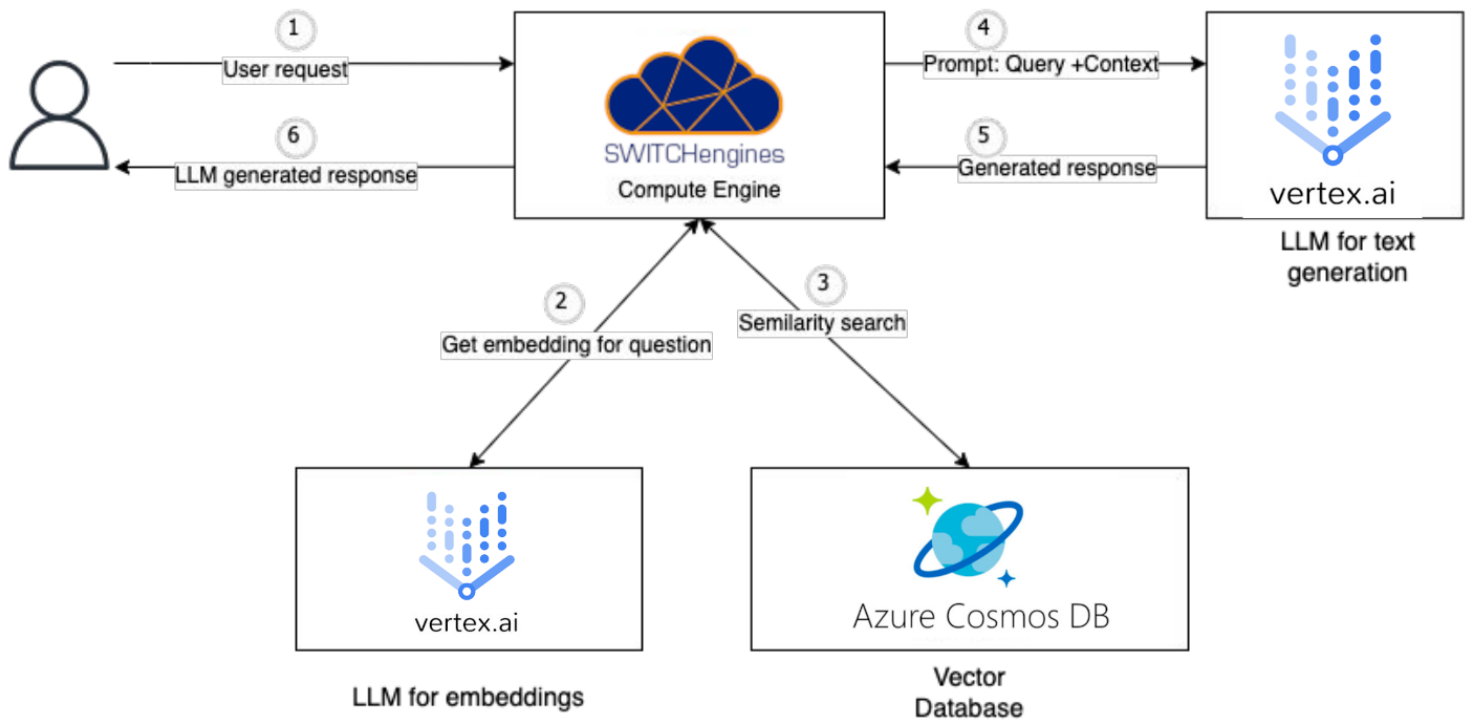 1
User request
6
LLM generated response
SWITCHengines
Compute Engine
4
Prompt: Query +Context
5
Generated response
vertex.ai
LLM for text
generation
2
Get embedding for question
3
Semilarity search
vertex.ai
LLM for embeddings
Azure Cosmos DB
Vector
Database